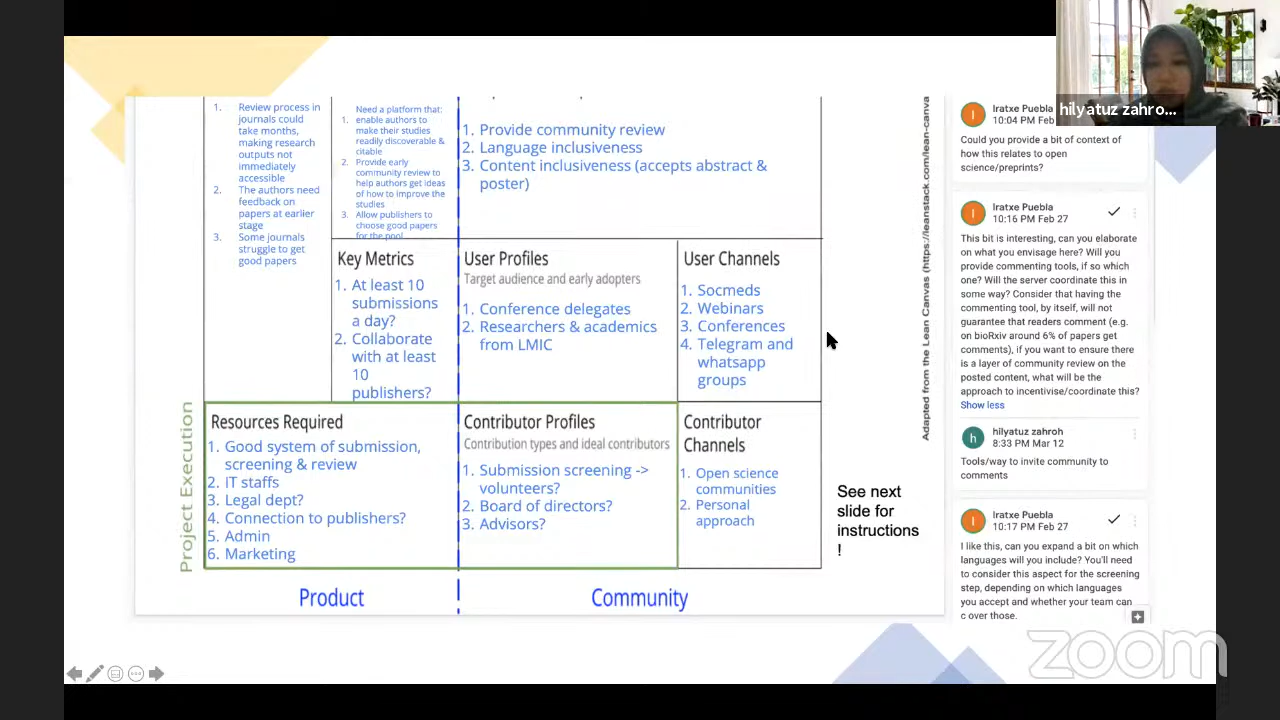 1. Review process in
journals could
take months,
making research
outputs not
immediately
accessible
2. The authors need
feedback on
papers at earlier
stage
3. Some journals
struggle to get
good papers
Need a platform that:
1. enable authors to
make their studies
readily discoverable &
citable
2. Provide early
community review to
help authors get ideas
of how to improve the
studies
3. Allow publishers to
choose good papers
for the pool
1. Provide community review
2. Language inclusiveness
3. Content inclusiveness (accepts abstract &
poster)
Key Metrics
1. At least 10
submissions
a day?
2. Collaborate
with at least
10
publishers?
User Profiles
Target audience and early adopters
1. Conference delegates
2. Researchers & academics
from LMIC
User Channels
1. Socmeds
2. Webinars
3. Conferences
4. Telegram and
whatsapp
groups
Project Execution
Resources Required
1. Good system of submission,
screening & review
2. IT staffs
3. Legal dept?
4. Connection to publishers?
5. Admin
6. Marketing
Contributor Profiles
Contribution types and ideal contributors
1. Submission screening ->
volunteers?
2. Board of directors?
3. Advisors?
Contributor
Channels
1. Open science
communities
2. Personal
approach
Product
Community
Adapted from the Lean Canvas (https://leanstack.com/lean-canva
See next
slide for
instructions
!
hilyatuz zahro...
Iratxe Puebla
10:04 PM Feb
Could you provide a bit of context of
how this relates to open
science/preprints?
Iratxe Puebla
10:16 PM Feb 27
This bit is interesting, can you elaborate
on what you envisage here? Will you
provide commenting tools, if so which
one? Will the server coordinate this in
some way? Consider that having the
commenting tool, by itself, will not
guarantee that readers comment (e.g.
on bioRxiv around 6% of papers get
comments), if you want to ensure there
is a layer of community review on the
posted content, what will be the
approach to incentivise/coordinate this?
Show less
h
hilyatuz zahroh
8:33 PM Mar 12
Tools/way to invite community to
comments
Iratxe Puebla
10:17 PM Feb 27
I like this, can you expand a bit on which
languages will you include? You'll need
to consider this aspect for the screening
step, depending on which languages
you accept and whether your team can
c over those.
zoom